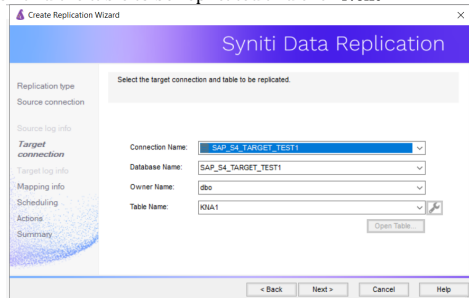 Create Replication Wizard
Syniti Data Replication
Replication type
Source connection
Source log info
Target
connection
Target log info
Mapping info
Scheduling
Actions
Summary
Select the target connection and table to be replicated.
Connection Name: SAP_S4_TARGET_TEST1
Database Name: SAP_S4_TARGET_TEST1
Owner Name: dbo
Table Name: KNA1
Open Table...
< Back Next > Cancel Help